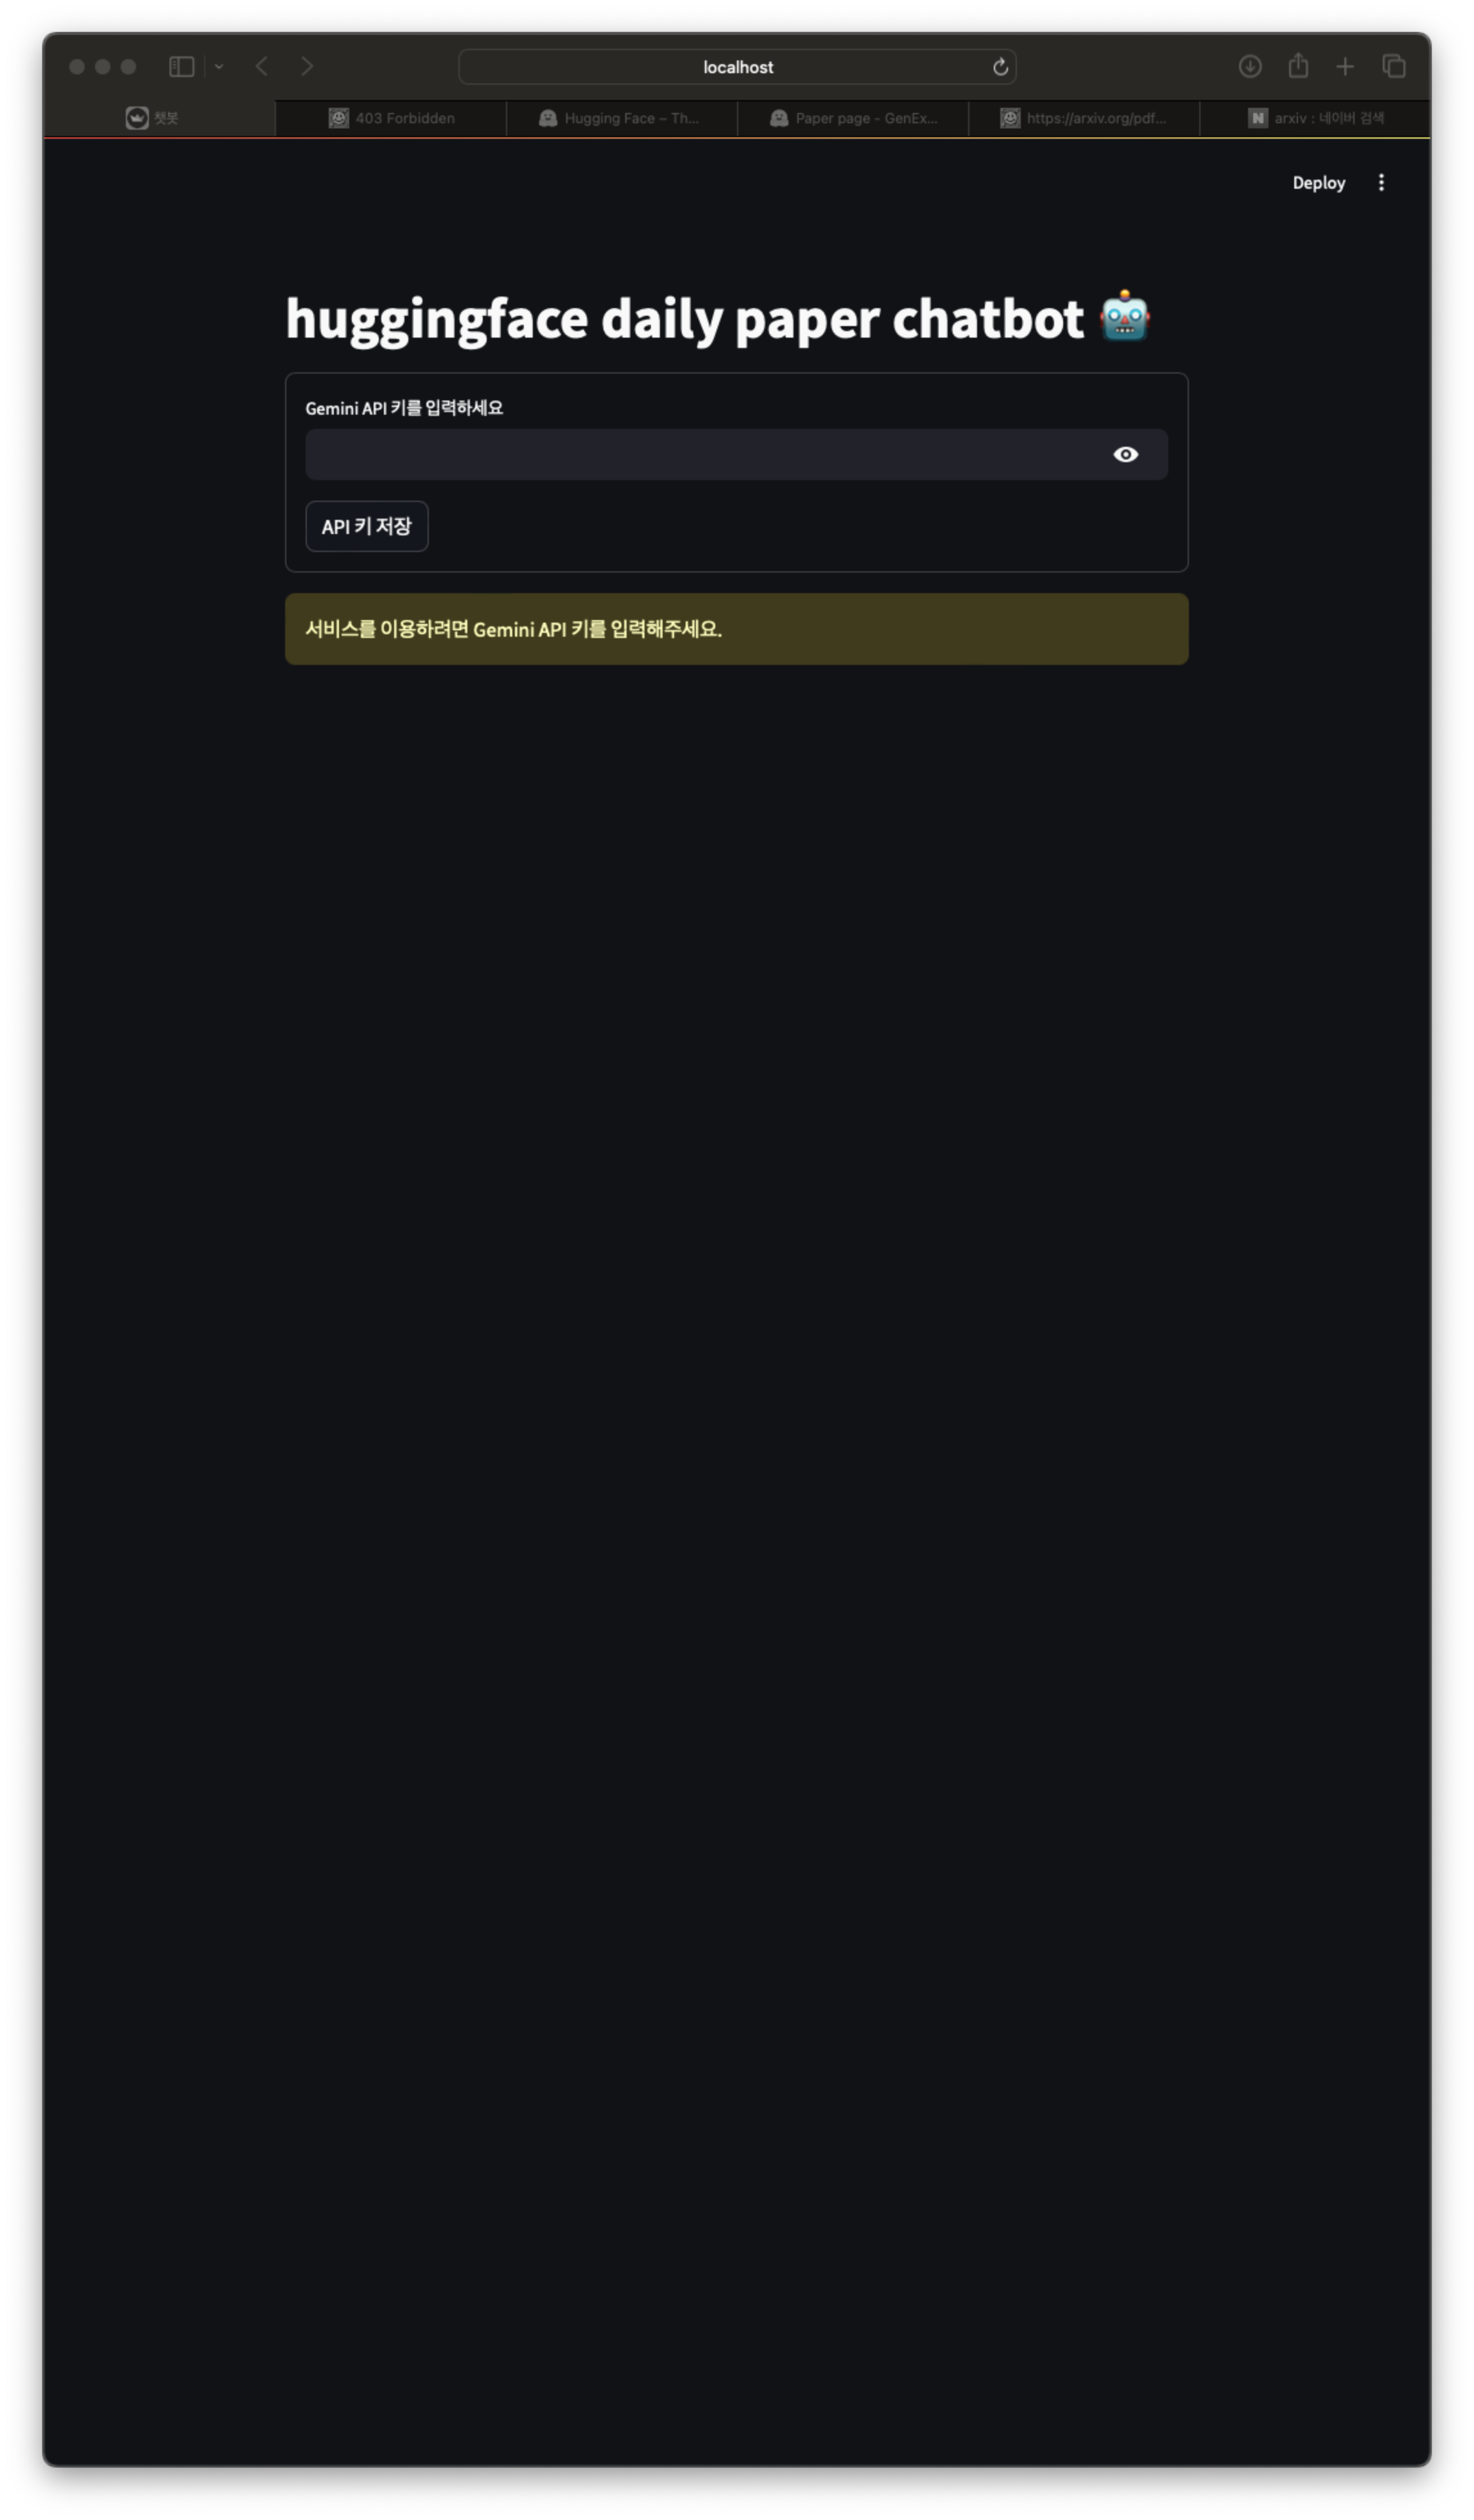 localhost
챗봇
403 Forbidden
Hugging Face – Th...
Paper page - GenEx...
https://arxiv.org/pdf...
N arxiv : 네이버 검색
Deploy
huggingface daily paper chatbot 🤖
Gemini API 키를 입력하세요
API 키 저장
서비스를 이용하려면 Gemini API 키를 입력해주세요.